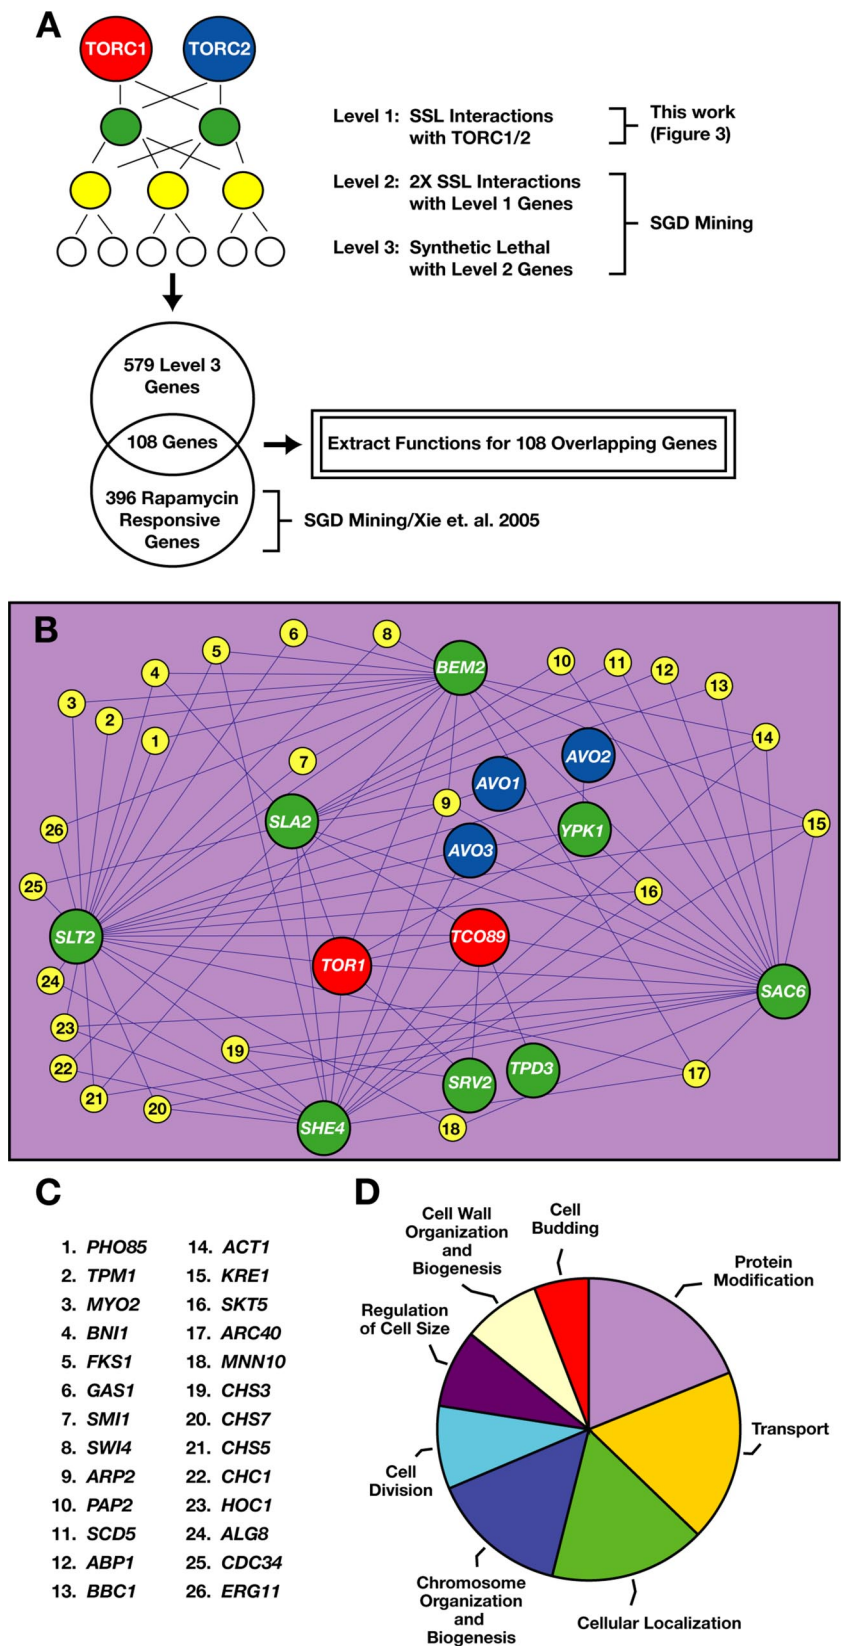 A
TORC1
TORC2
Level 1: SSL Interactions
with TORC1/2
This work
(Figure 3)
Level 2: 2X SSL Interactions
with Level 1 Genes
SGD Mining
Level 3: Synthetic Lethal
with Level 2 Genes
579 Level 3
Genes
108 Genes
Extract Functions for 108 Overlapping Genes
396 Rapamycin
Responsive
Genes
SGD Mining/Xie et. al. 2005
B
6
8
5
BEM2
10
11
12
4
13
3
2
1
14
7
AVO2
AVO1
9
SLA2
YPK1
15
26
AVO3
25
16
SLT2
TCO89
TOR1
24
SAC6
23
19
22
TPD3
17
SRV2
21
20
SHE4
18
C
1. PHO85
2. TPM1
3. MYO2
4. BNI1
5. FKS1
6. GAS1
7. SMI1
8. SWI4
9. ARP2
10. PAP2
11. SCD5
12. ABP1
13. BBC1
14. ACT1
15. KRE1
16. SKT5
17. ARC40
18. MNN10
19. CHS3
20. CHS7
21. CHS5
22. CHC1
23. HOC1
24. ALG8
25. CDC34
26. ERG11
D
Cell Wall
Organization
and
Biogenesis
Cell
Budding
Protein
Modification
Regulation
of Cell Size
Transport
Cell
Division
Chromosome
Organization
and
Biogenesis
Cellular Localization